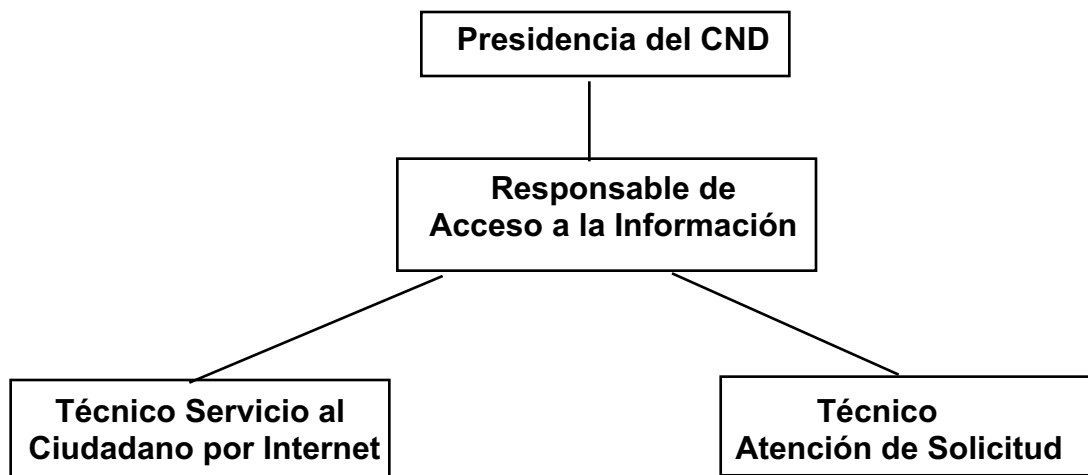 Presidencia del CND
Responsable de
Acceso a la Información
Técnico Servicio al
Ciudadano por Internet
Técnico
Atención de Solicitud